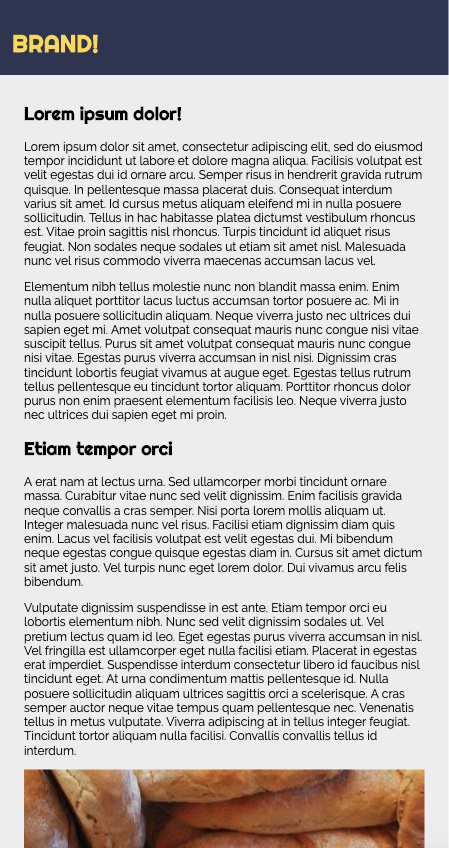 BRAND!
Lorem ipsum dolor!
Lorem ipsum dolor sit amet, consectetur adipiscing elit, sed do eiusmod
tempor incididunt ut labore et dolore magna aliqua. Facilisis volutpat est
velit egestas dui id ornare arcu. Semper risus in hendrerit gravida rutrum
quisque. In pellentesque massa placerat duis. Consequat interdum
varius sit amet. Id cursus metus aliquam eleifend mi in nulla posuere
sollicitudin. Tellus in hac habitasse platea dictumst vestibulum rhoncus
est. Vitae proin sagittis nisl rhoncus. Turpis tincidunt id aliquet risus
feugiat. Non sodales neque sodales ut etiam sit amet nisl. Malesuada
nunc vel risus commodo viverra maecenas accumsan lacus vel.
Elementum nibh tellus molestie nunc non blandit massa enim. Enim
nulla aliquet porttitor lacus luctus accumsan tortor posuere ac. Mi in
nulla posuere sollicitudin aliquam. Neque viverra justo nec ultrices dui
sapien eget mi. Amet volutpat consequat mauris nunc congue nisi vitae
suscipit tellus. Purus sit amet volutpat consequat mauris nunc congue
nisi vitae. Egestas purus viverra accumsan in nisl nisi. Dignissim cras
tincidunt lobortis feugiat vivamus at augue eget. Egestas tellus rutrum
tellus pellentesque eu tincidunt tortor aliquam. Porttitor rhoncus dolor
purus non enim praesent elementum facilisis leo. Neque viverra justo
nec ultrices dui sapien eget mi proin.
Etiam tempor orci
A erat nam at lectus urna. Sed ullamcorper morbi tincidunt ornare
massa. Curabitur vitae nunc sed velit dignissim. Enim facilisis gravida
neque convallis a cras semper. Nisi porta lorem mollis aliquam ut.
Integer malesuada nunc vel risus. Facilisi etiam dignissim diam quis
enim. Lacus vel facilisis volutpat est velit egestas dui. Mi bibendum
neque egestas congue quisque egestas diam in. Cursus sit amet dictum
sit amet justo. Vel turpis nunc eget lorem dolor. Dui vivamus arcu felis
bibendum.
Vulputate dignissim suspendisse in est ante. Etiam tempor orci eu
lobortis elementum nibh. Nunc sed velit dignissim sodales ut. Vel
pretium lectus quam id leo. Eget egestas purus viverra accumsan in nisl.
Vel fringilla est ullamcorper eget nulla facilisi etiam. Placerat in egestas
erat imperdiet. Suspendisse interdum consectetur libero id faucibus nisl
tincidunt eget. At urna condimentum mattis pellentesque id. Nulla
posuere sollicitudin aliquam ultrices sagittis orci a scelerisque. A cras
semper auctor neque vitae tempus quam pellentesque nec. Venenatis
tellus in metus vulputate. Viverra adipiscing at in tellus integer feugiat.
Tincidunt tortor aliquam nulla facilisi. Convallis convallis tellus id
interdum.